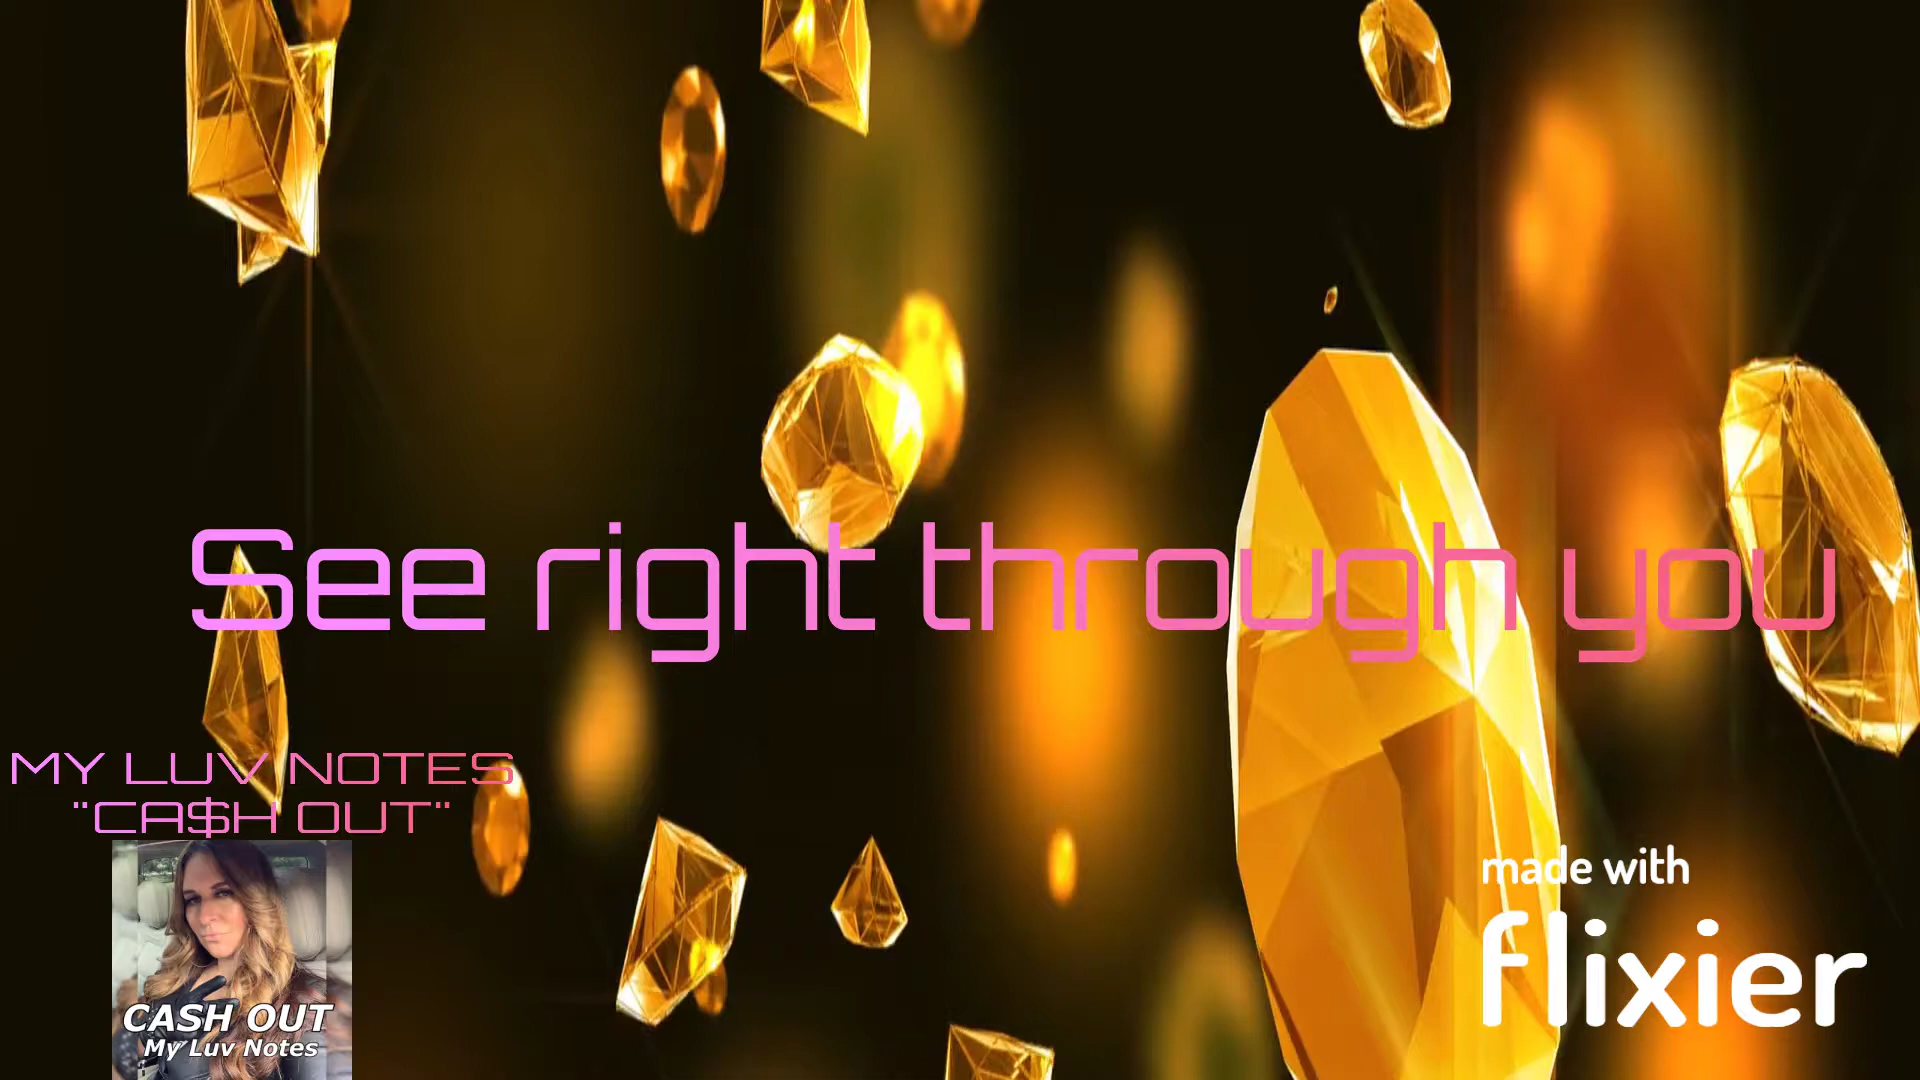 See right through you
MY LUV NOTES
"CA$H OUT"
CASH OUT
My Luv Notes
made with
flixier